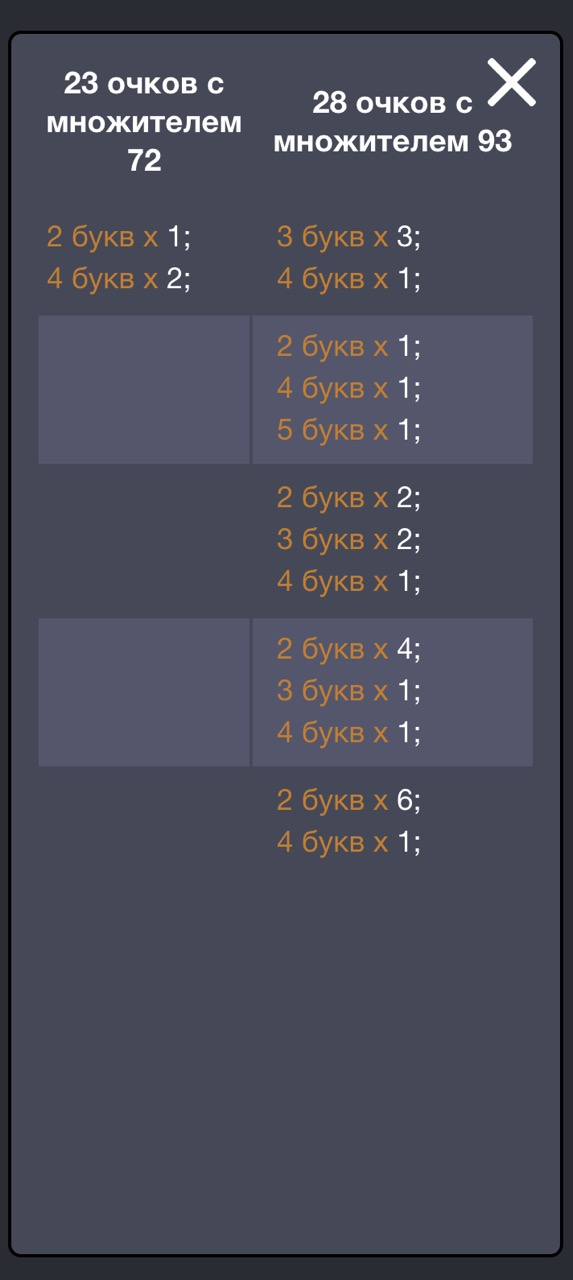 23 очков с
множителем
72
28 очков с
множителем 93
2 букв x 1;
4 букв x 2;
3 букв x 3;
4 букв x 1;
2 букв x 1;
4 букв x 1;
5 букв x 1;
2 букв x 2;
3 букв x 2;
4 букв x 1;
2 букв x 4;
3 букв x 1;
4 букв x 1;
2 букв x 6;
4 букв x 1;